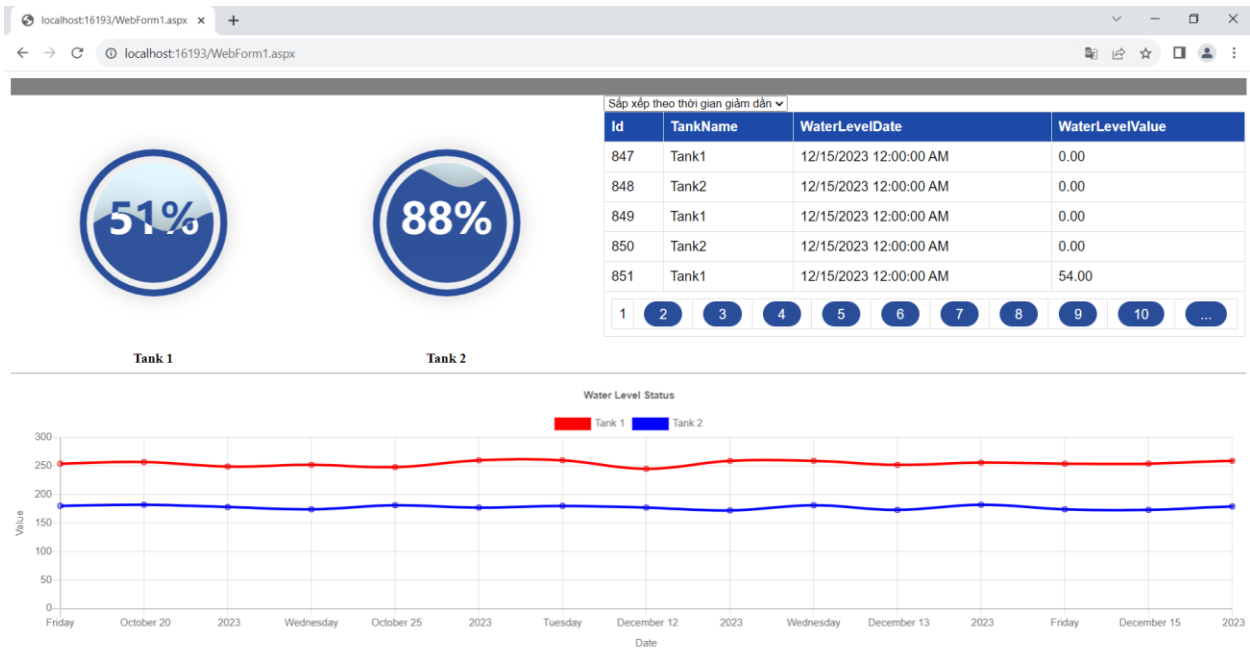 localhost:16193/WebForm1.aspx
localhost:16193/WebForm1.aspx
Sắp xếp theo thời gian giảm dần
Id TankName WaterLevelDate WaterLevelValue
847 Tank1 12/15/2023 12:00:00 AM 0.00
848 Tank2 12/15/2023 12:00:00 AM 0.00
849 Tank1 12/15/2023 12:00:00 AM 0.00
850 Tank2 12/15/2023 12:00:00 AM 0.00
851 Tank1 12/15/2023 12:00:00 AM 54.00
1 2 3 4 5 6 7 8 9 10 ...
51% 88%
Tank 1 Tank 2
Water Level Status
Tank 1 Tank 2
300
250
200
150
100
50
0
Value
Friday October 20 2023 Wednesday October 25 2023 Tuesday December 12 2023 Wednesday December 13 2023 Friday December 15 2023
Date